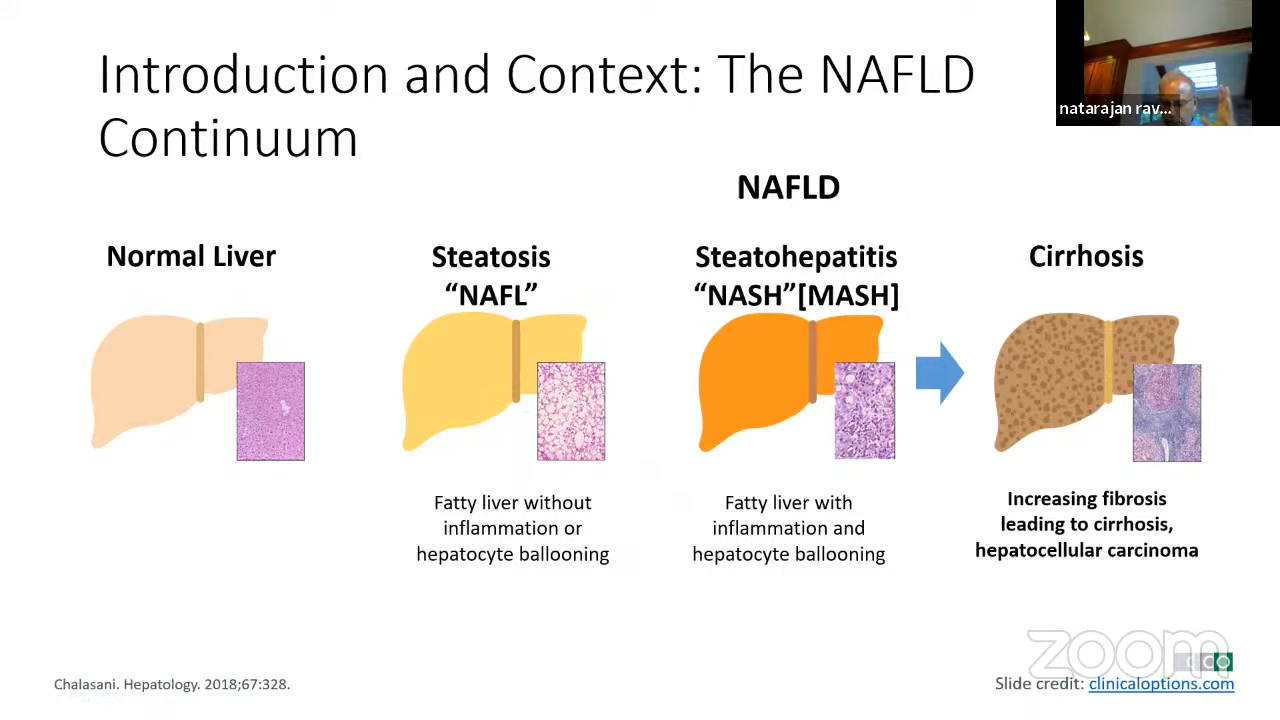 Introduction and Context: The NAFLD
Continuum
natarajan rav...
NAFLD
Normal Liver
Steatosis
“NAFL”
Steatohepatitis
“NASH”[MASH]
Cirrhosis
Fatty liver without
inflammation or
hepatocyte ballooning
Fatty liver with
inflammation and
hepatocyte ballooning
Increasing fibrosis
leading to cirrhosis,
hepatocellular carcinoma
zoom
Chalasani. Hepatology. 2018;67:328.
Slide credit: clinicaloptions.com